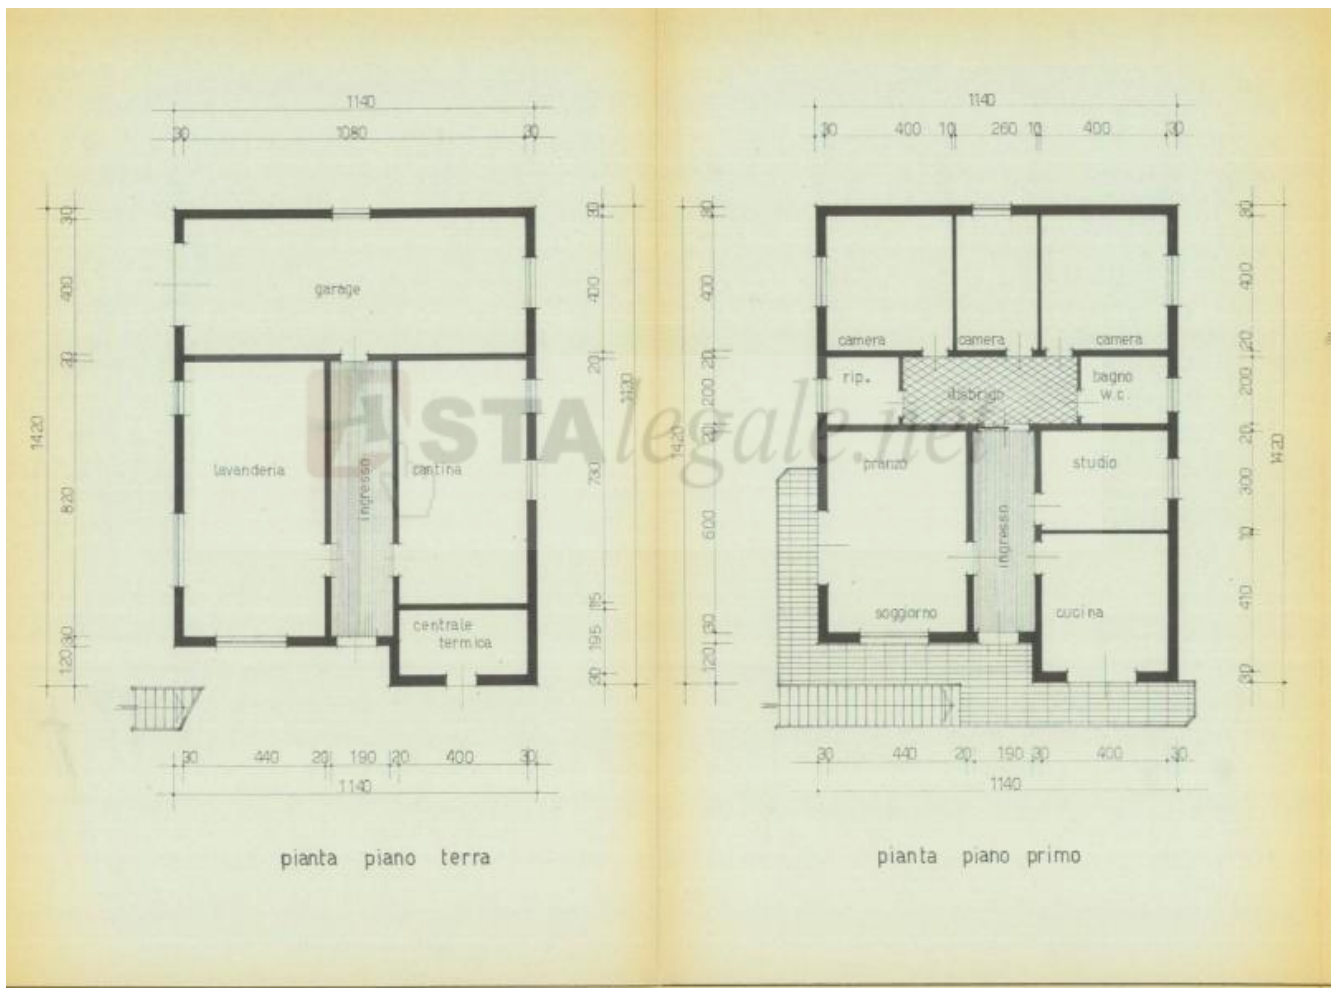 1140
30 1080 30
30
400
20
820
30
120
1420
30
400
20
730
15
195
30
1420
garage
lavanderia
ingresso
cantina
centrale
termica
30 440 20 190 20 400 30
1140
pianta piano terra
1140
30 400 10 260 10 400 30
30
400
20
200
20
600
30
120
1420
30
400
20
200
20
300
10
410
30
1420
camera camera camera
rip. disbrigo bagno
w.c.
pranzo studio
ingresso
soggiorno cucina
30 440 20 190 30 400 30
1140
pianta piano primo
ASTAlegale.net